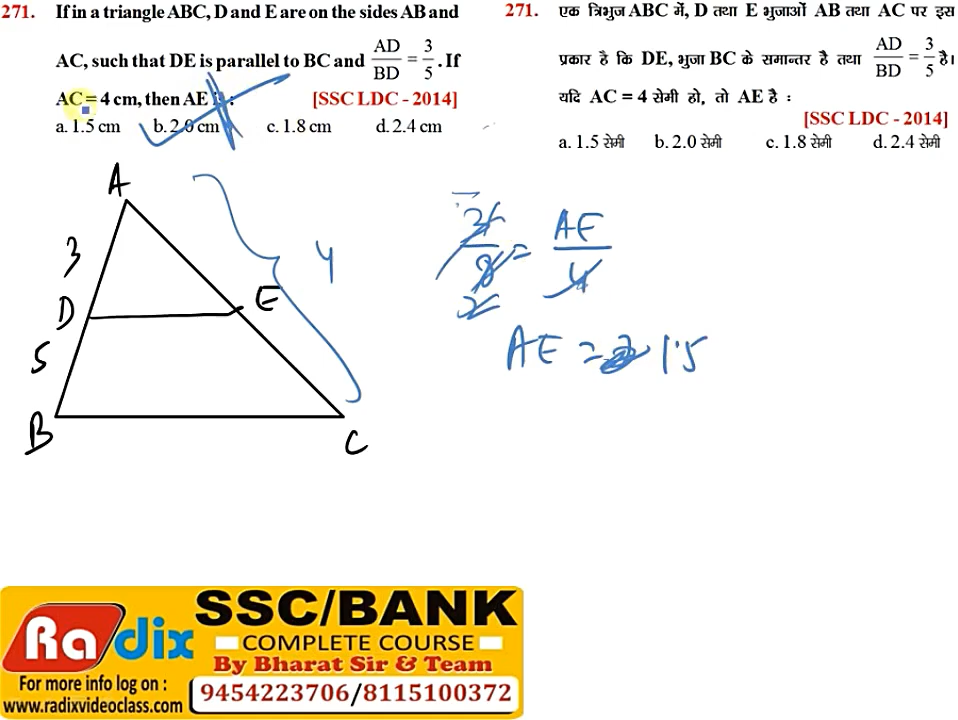 271. If in a triangle ABC, D and E are on the sides AB and
AC, such that DE is parallel to BC and AD/BD = 3/5. If
AC = 4 cm, then AE is : [SSC LDC - 2014]
a. 1.5 cm b. 2.0 cm c. 1.8 cm d. 2.4 cm
271. एक त्रिभुज ABC में, D तथा E भुजाओं AB तथा AC पर इस
प्रकार है कि DE, भुजा BC के समान्तर है तथा AD/BD = 3/5 है।
यदि AC = 4 सेमी हो, तो AE है :
[SSC LDC - 2014]
a. 1.5 सेमी b. 2.0 सेमी c. 1.8 सेमी d. 2.4 सेमी
A
3
D E
4
5
B C
3/8 = AE/4
2
AE = 1.5
Radix
For more info log on :
www.radixvideoclass.com
SSC/BANK
COMPLETE COURSE
By Bharat Sir & Team
9454223706/8115100372